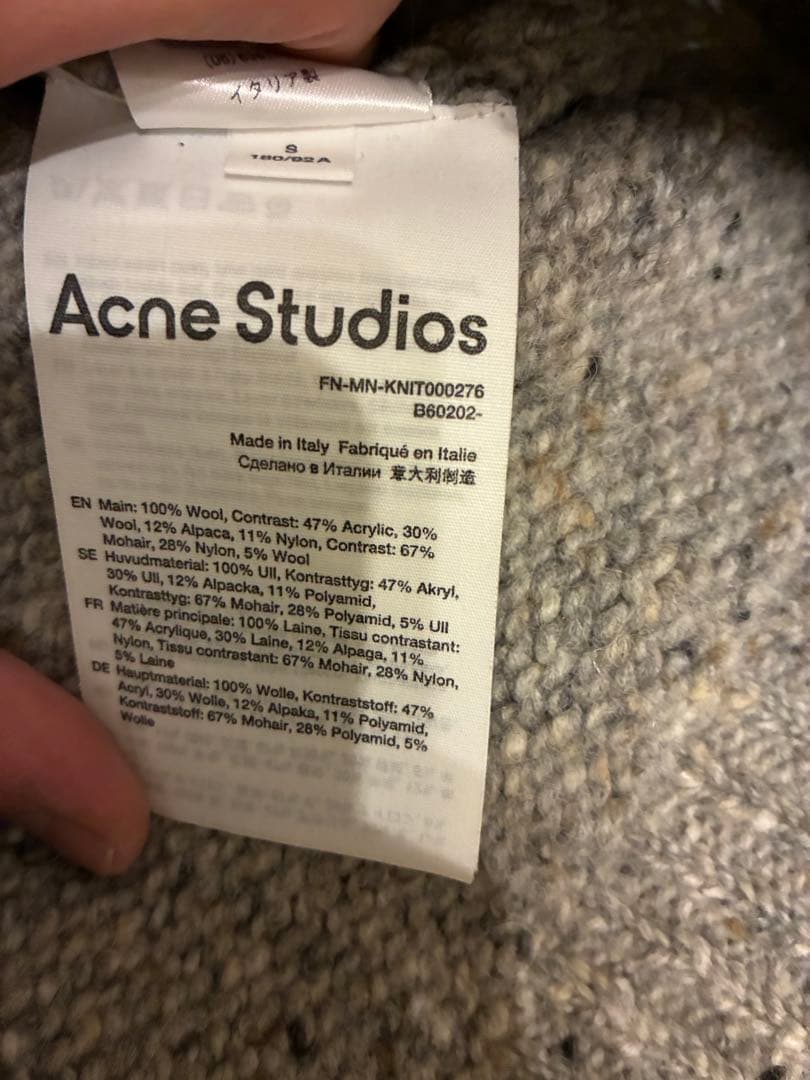 イタリア製
S
180/92A
Acne Studios
FN-MN-KNIT000276
B60202-
Made in Italy Fabriqué en Italie
Сделано в Италии 意大利制造
EN Main: 100% Wool, Contrast: 47% Acrylic, 30%
Wool, 12% Alpaca, 11% Nylon, Contrast: 67%
Mohair, 28% Nylon, 5% Wool
SE Huvudmaterial: 100% Ull, Kontrasttyg: 47% Akryl,
30% Ull, 12% Alpacka, 11% Polyamid,
Kontrasttyg: 67% Mohair, 28% Polyamid, 5% Ull
FR Matière principale: 100% Laine, Tissu contrastant:
47% Acrylique, 30% Laine, 12% Alpaga, 11%
Nylon, Tissu contrastant: 67% Mohair, 28% Nylon,
5% Laine
DE Hauptmaterial: 100% Wolle, Kontraststoff: 47%
Acryl, 30% Wolle, 12% Alpaka, 11% Polyamid,
Kontraststoff: 67% Mohair, 28% Polyamid, 5%
Wolle